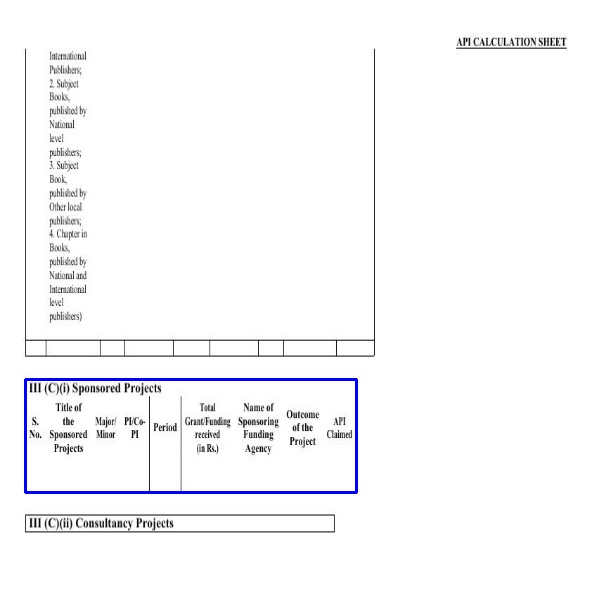 API CALCULATION SHEET
International
Publishers;
2. Subject
Books,
published by
National
level
publishers;
3. Subject
Book,
published by
Other local
publishers;
4. Chapter in
Books,
published by
National and
International
level
publishers)
III (C)(i) Sponsored Projects
S.
No.
Title of
the
Sponsored
Projects
Major/
Minor
PI/Co-
PI
Period
Total
Grant/Funding
received
(in Rs.)
Name of
Sponsoring
Funding
Agency
Outcome
of the
Project
API
Claimed
III (C)(ii) Consultancy Projects